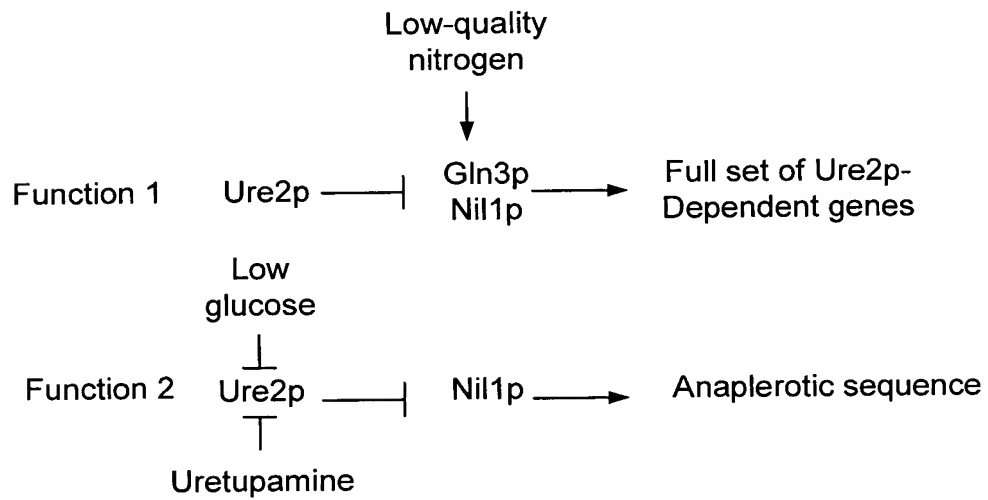 Low-quality
nitrogen
Function 1
Ure2p
Gln3p
Nil1p
Full set of Ure2p-
Dependent genes
Low
glucose
Function 2
Ure2p
Nil1p
Anaplerotic sequence
Uretupamine